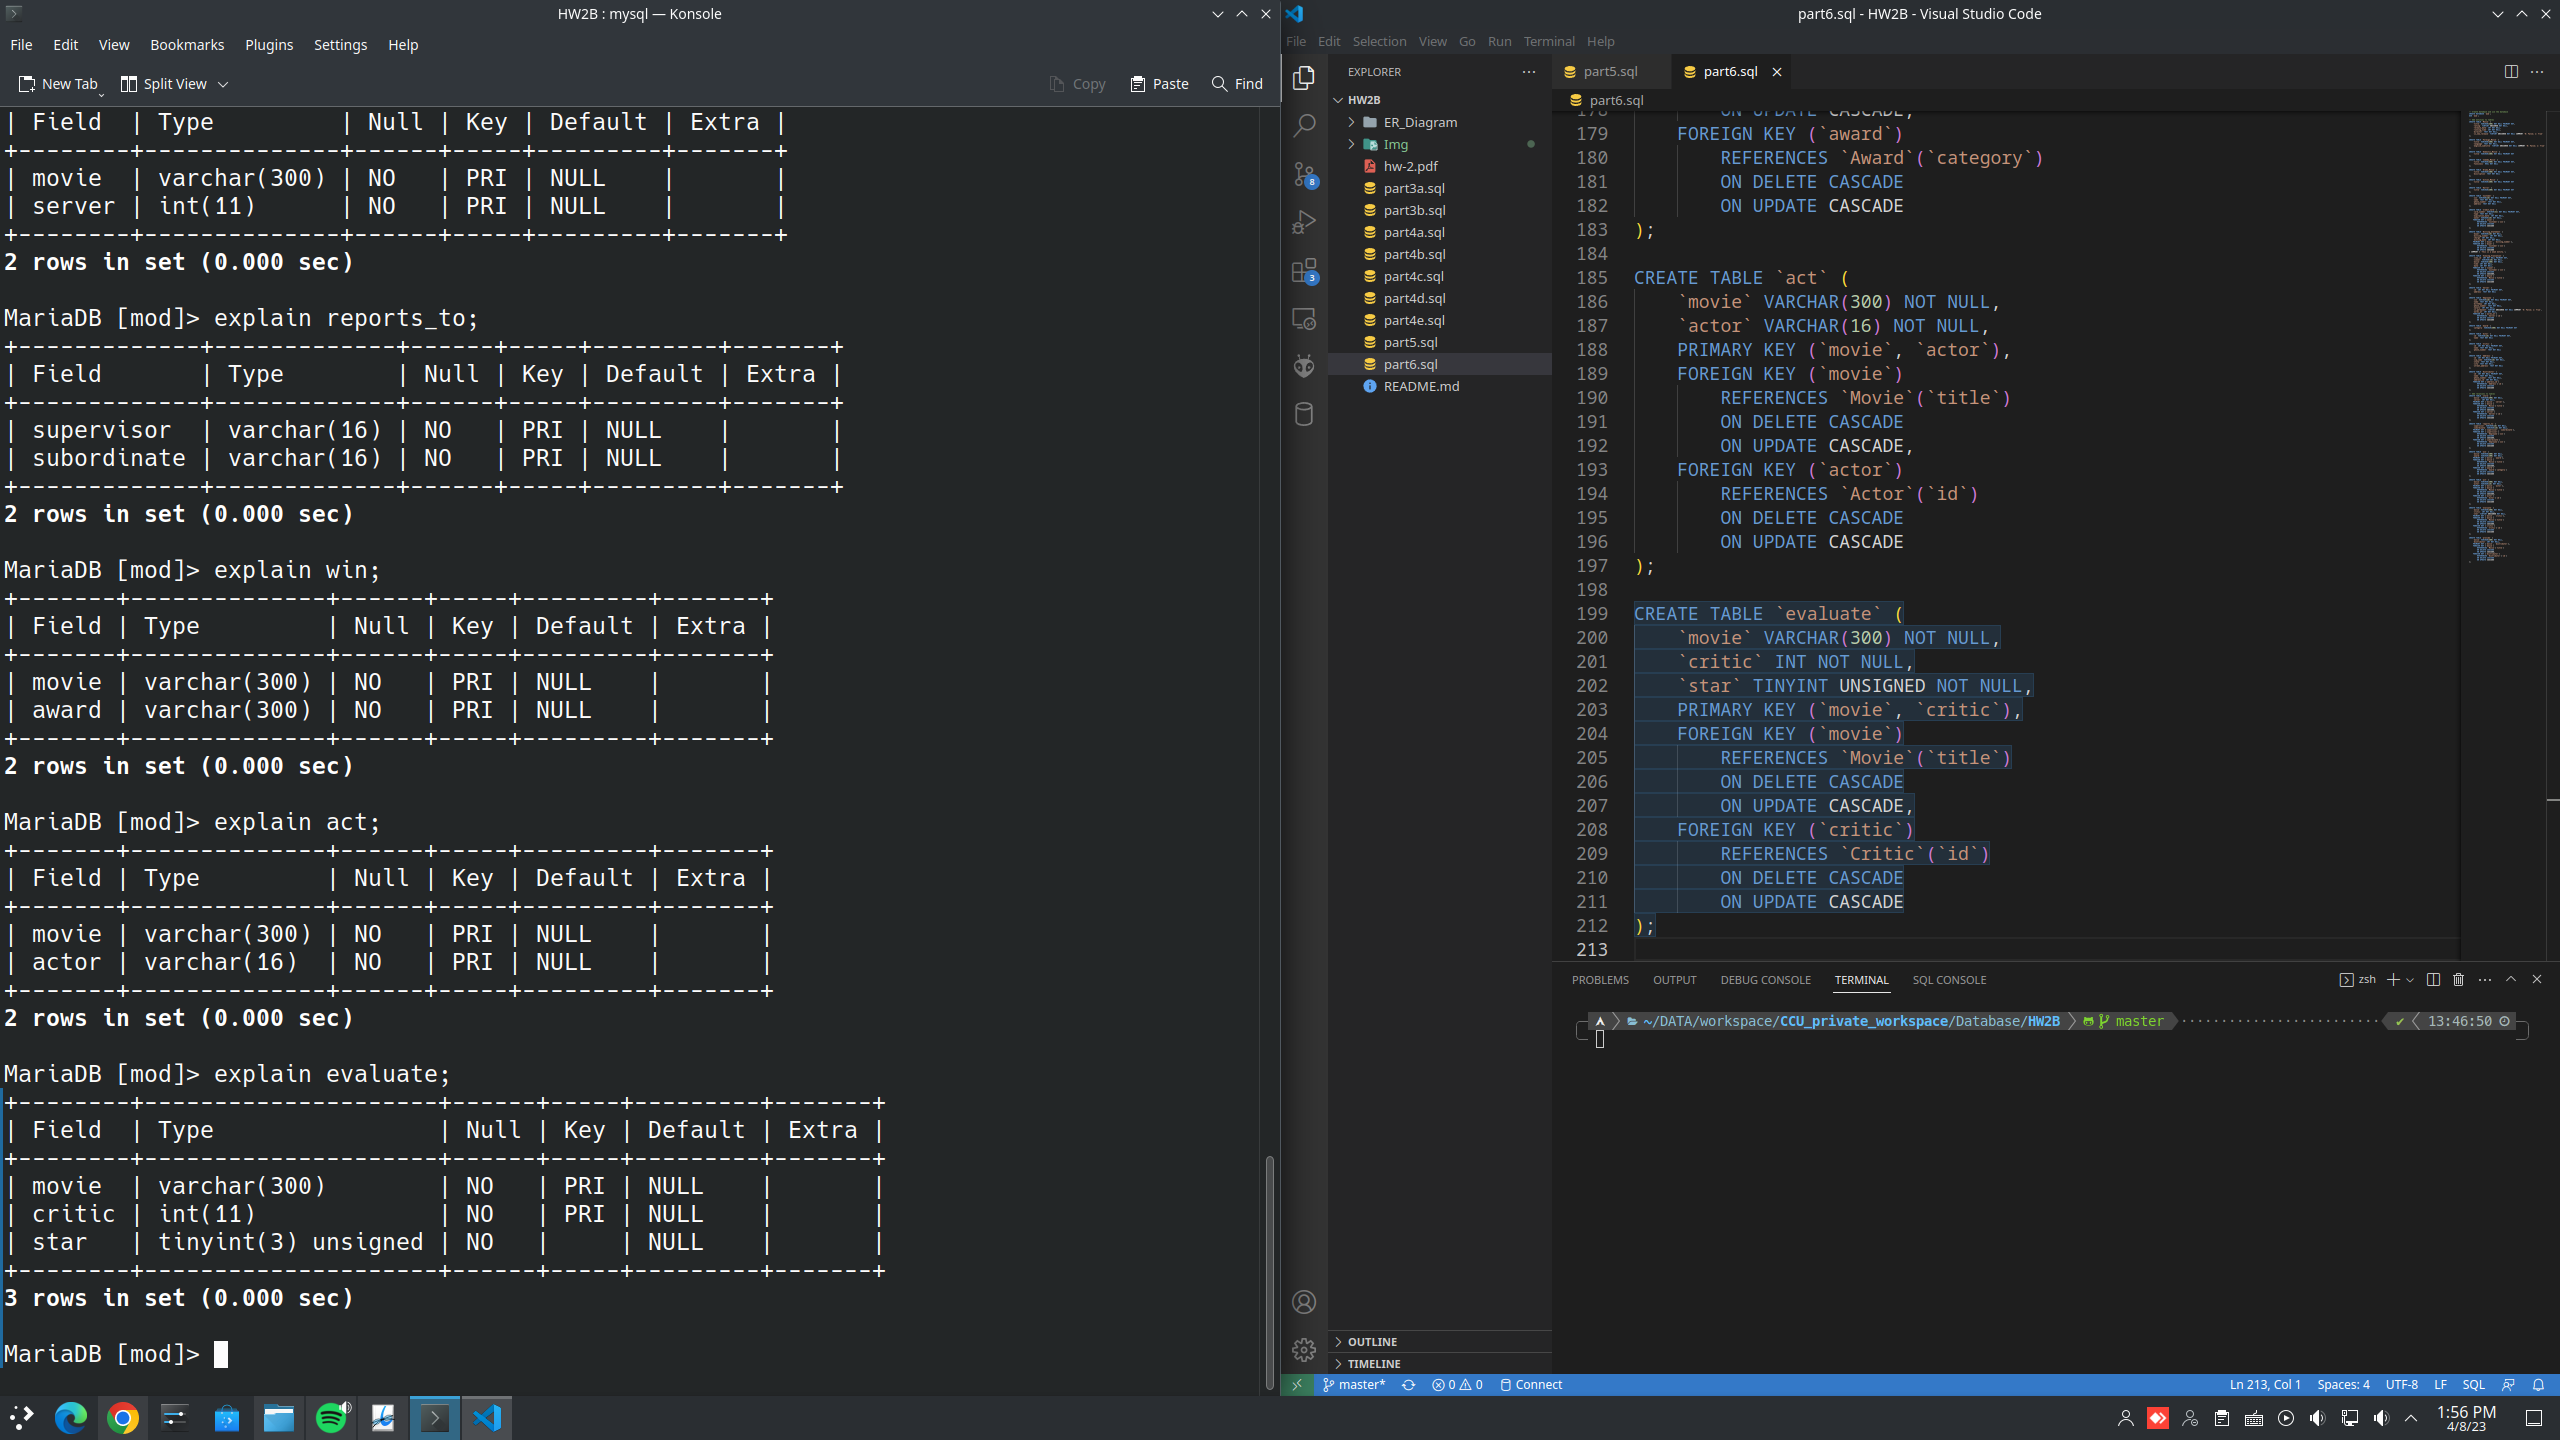 HW2B : mysql — Konsole
File Edit View Bookmarks Plugins Settings Help
New Tab Split View Copy Paste Find
| Field  | Type         | Null | Key | Default | Extra |
+--------+--------------+------+-----+---------+-------+
| movie  | varchar(300) | NO   | PRI | NULL    |       |
| server | int(11)      | NO   | PRI | NULL    |       |
+--------+--------------+------+-----+---------+-------+
2 rows in set (0.000 sec)
MariaDB [mod]> explain reports_to;
+-------------+-------------+------+-----+---------+-------+
| Field       | Type        | Null | Key | Default | Extra |
+-------------+-------------+------+-----+---------+-------+
| supervisor  | varchar(16) | NO   | PRI | NULL    |       |
| subordinate | varchar(16) | NO   | PRI | NULL    |       |
+-------------+-------------+------+-----+---------+-------+
2 rows in set (0.000 sec)
MariaDB [mod]> explain win;
+-------+--------------+------+-----+---------+-------+
| Field | Type         | Null | Key | Default | Extra |
+-------+--------------+------+-----+---------+-------+
| movie | varchar(300) | NO   | PRI | NULL    |       |
| award | varchar(300) | NO   | PRI | NULL    |       |
+-------+--------------+------+-----+---------+-------+
2 rows in set (0.000 sec)
MariaDB [mod]> explain act;
+-------+--------------+------+-----+---------+-------+
| Field | Type         | Null | Key | Default | Extra |
+-------+--------------+------+-----+---------+-------+
| movie | varchar(300) | NO   | PRI | NULL    |       |
| actor | varchar(16)  | NO   | PRI | NULL    |       |
+-------+--------------+------+-----+---------+-------+
2 rows in set (0.000 sec)
MariaDB [mod]> explain evaluate;
+--------+---------------------+------+-----+---------+-------+
| Field  | Type                | Null | Key | Default | Extra |
+--------+---------------------+------+-----+---------+-------+
| movie  | varchar(300)        | NO   | PRI | NULL    |       |
| critic | int(11)             | NO   | PRI | NULL    |       |
| star   | tinyint(3) unsigned | NO   |     | NULL    |       |
+--------+---------------------+------+-----+---------+-------+
3 rows in set (0.000 sec)
MariaDB [mod]>
part6.sql - HW2B - Visual Studio Code
File Edit Selection View Go Run Terminal Help
EXPLORER
HW2B
ER_Diagram
Img
hw-2.pdf
part3a.sql
part3b.sql
part4a.sql
part4b.sql
part4c.sql
part4d.sql
part4e.sql
part5.sql
part6.sql
README.md
OUTLINE
TIMELINE
8
3
part5.sql part6.sql
part6.sql
178         ON UPDATE CASCADE,
179     FOREIGN KEY (`award`)
180         REFERENCES `Award`(`category`)
181         ON DELETE CASCADE
182         ON UPDATE CASCADE
183 );
184
185 CREATE TABLE `act` (
186     `movie` VARCHAR(300) NOT NULL,
187     `actor` VARCHAR(16) NOT NULL,
188     PRIMARY KEY (`movie`, `actor`),
189     FOREIGN KEY (`movie`)
190         REFERENCES `Movie`(`title`)
191         ON DELETE CASCADE
192         ON UPDATE CASCADE,
193     FOREIGN KEY (`actor`)
194         REFERENCES `Actor`(`id`)
195         ON DELETE CASCADE
196         ON UPDATE CASCADE
197 );
198
199 CREATE TABLE `evaluate` (
200     `movie` VARCHAR(300) NOT NULL,
201     `critic` INT NOT NULL,
202     `star` TINYINT UNSIGNED NOT NULL,
203     PRIMARY KEY (`movie`, `critic`),
204     FOREIGN KEY (`movie`)
205         REFERENCES `Movie`(`title`)
206         ON DELETE CASCADE
207         ON UPDATE CASCADE,
208     FOREIGN KEY (`critic`)
209         REFERENCES `Critic`(`id`)
210         ON DELETE CASCADE
211         ON UPDATE CASCADE
212 );
213
PROBLEMS OUTPUT DEBUG CONSOLE TERMINAL SQL CONSOLE zsh
~/DATA/workspace/CCU_private_workspace/Database/HW2B master 13:46:50
master* 0 0 Connect Ln 213, Col 1 Spaces: 4 UTF-8 LF SQL
1:56 PM
4/8/23